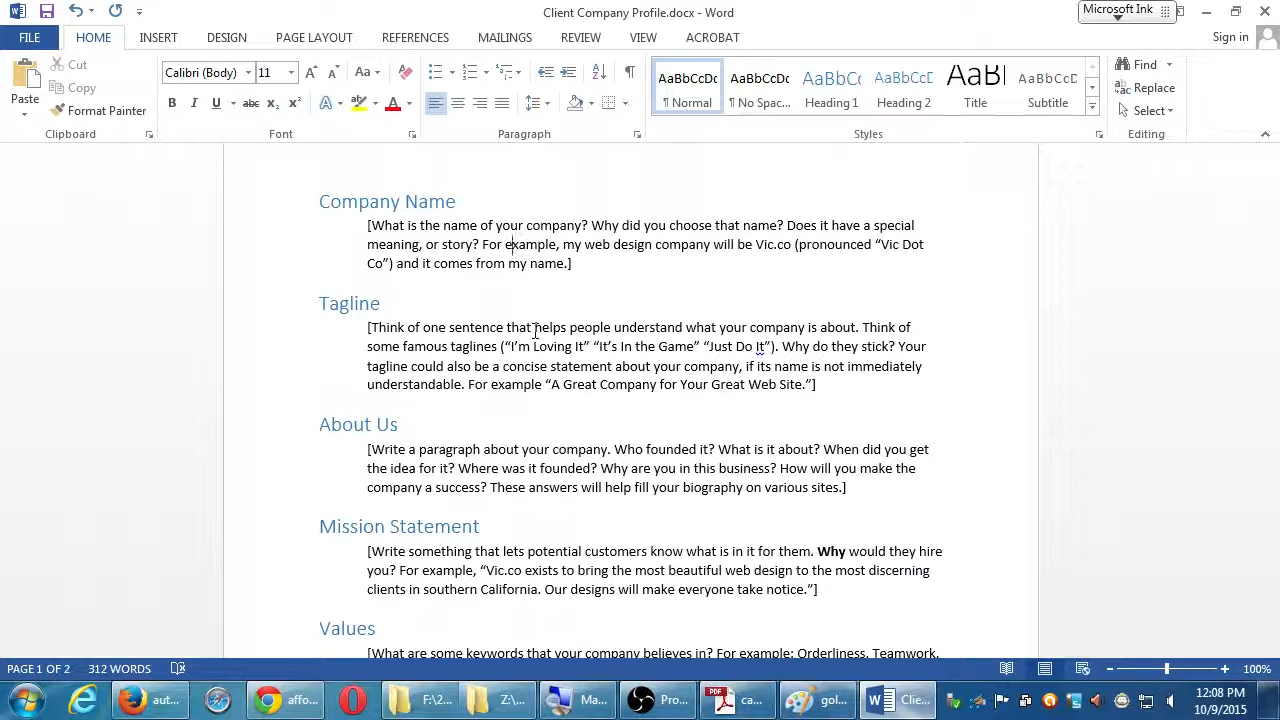 Client Company Profile.docx - Word
Microsoft Ink
FILE HOME INSERT DESIGN PAGE LAYOUT REFERENCES MAILINGS REVIEW VIEW ACROBAT Sign in
Paste Cut Copy Format Painter
Calibri (Body) 11
B I U abc x₂ x²
AaBbCcDc AaBbCcDc AaBbCc AaBbCcD AaB AaBbCcD
¶ Normal ¶ No Spac... Heading 1 Heading 2 Title Subtitle
Find
Replace
Select
Clipboard Font Paragraph Styles Editing
Company Name
[What is the name of your company? Why did you choose that name? Does it have a special
meaning, or story? For example, my web design company will be Vic.co (pronounced “Vic Dot
Co”) and it comes from my name.]
Tagline
[Think of one sentence that helps people understand what your company is about. Think of
some famous taglines (“I’m Loving It” “It’s In the Game” “Just Do It”). Why do they stick? Your
tagline could also be a concise statement about your company, if its name is not immediately
understandable. For example “A Great Company for Your Great Web Site.”]
About Us
[Write a paragraph about your company. Who founded it? What is it about? When did you get
the idea for it? Where was it founded? Why are you in this business? How will you make the
company a success? These answers will help fill your biography on various sites.]
Mission Statement
[Write something that lets potential customers know what is in it for them. Why would they hire
you? For example, “Vic.co exists to bring the most beautiful web design to the most discerning
clients in southern California. Our designs will make everyone take notice.”]
Values
[What are some keywords that your company believes in? For example: Orderliness, Teamwork,
PAGE 1 OF 2 312 WORDS 100%
aut... affo... F:\2... Z:\... Ma... Pro... ca... gol... Clie...
12:08 PM
10/9/2015